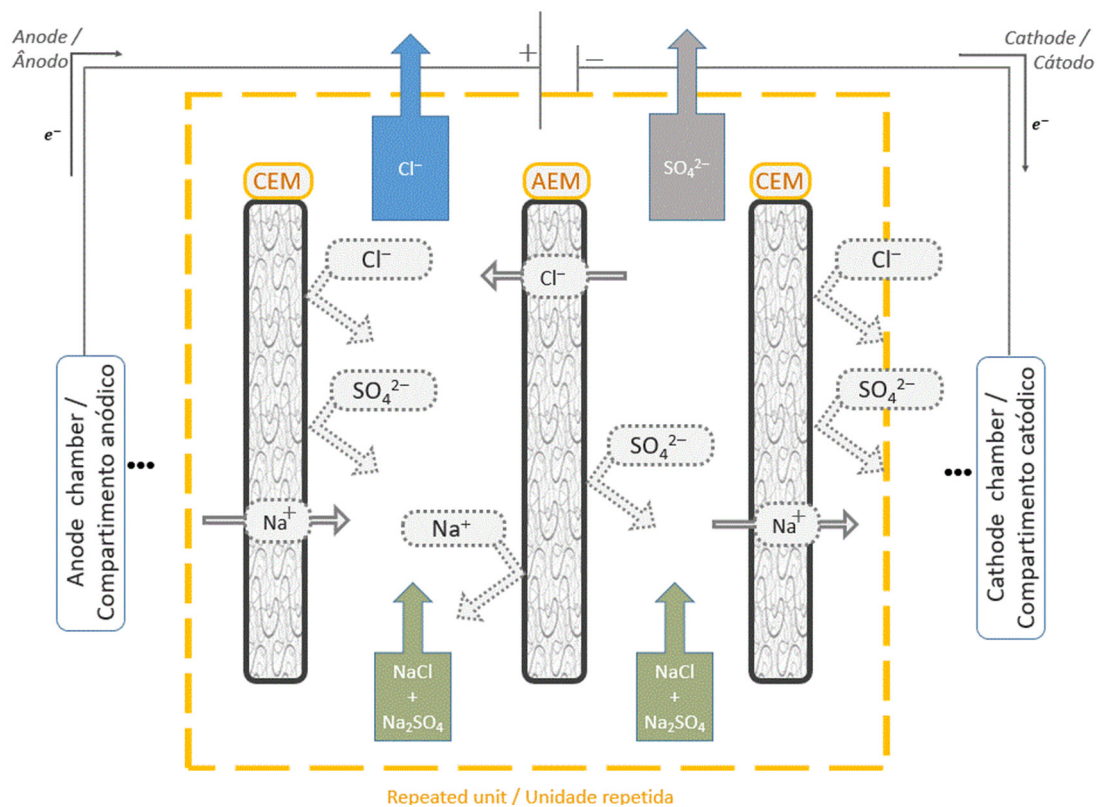 Anode /
Ânodo
+
−
Cathode /
Cátodo
e⁻
e⁻
Cl⁻
SO₄²⁻
CEM
AEM
CEM
Cl⁻
Cl⁻
Cl⁻
SO₄²⁻
SO₄²⁻
SO₄²⁻
Anode chamber /
Compartimento anódico
•••
•••
Cathode chamber /
Compartimento catódico
Na⁺
Na⁺
Na⁺
NaCl
+
Na₂SO₄
NaCl
+
Na₂SO₄
Repeated unit / Unidade repetida